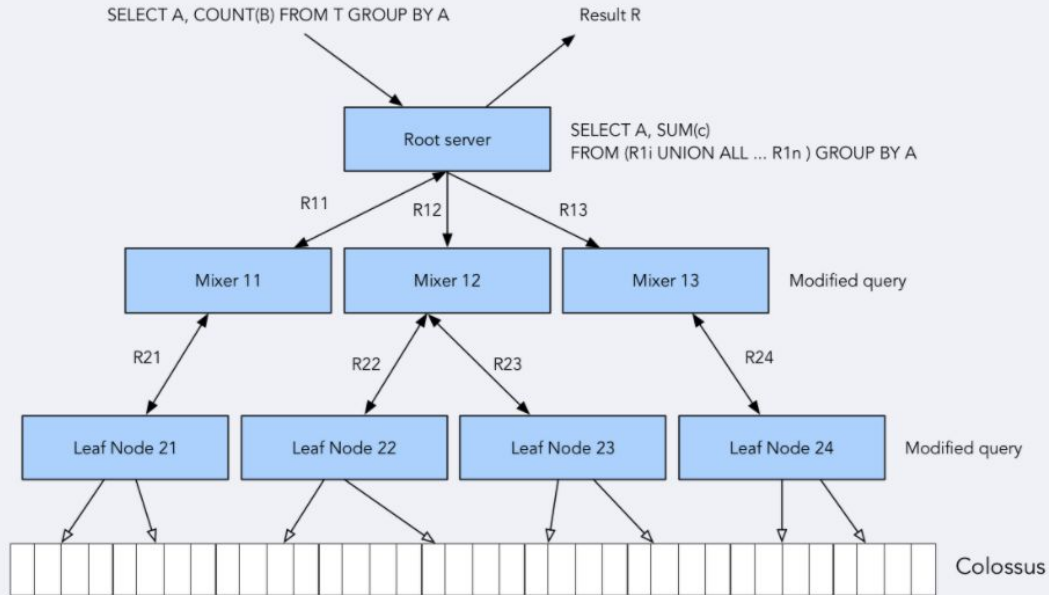 SELECT A, COUNT(B) FROM T GROUP BY A
Result R
Root server
SELECT A, SUM(c)
FROM (R1i UNION ALL ... R1n ) GROUP BY A
R11
R12
R13
Mixer 11
Mixer 12
Mixer 13
Modified query
R21
R22
R23
R24
Leaf Node 21
Leaf Node 22
Leaf Node 23
Leaf Node 24
Modified query
Colossus